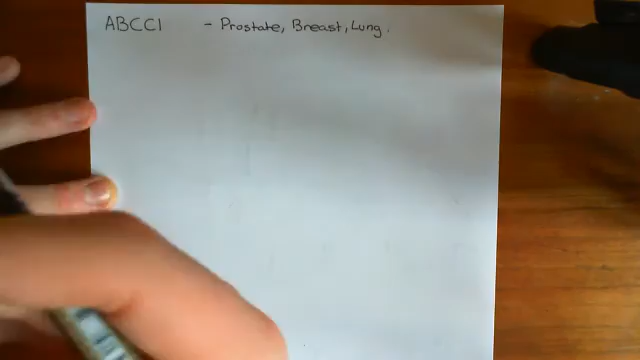 ABCC1 - Prostate, Breast, Lung.